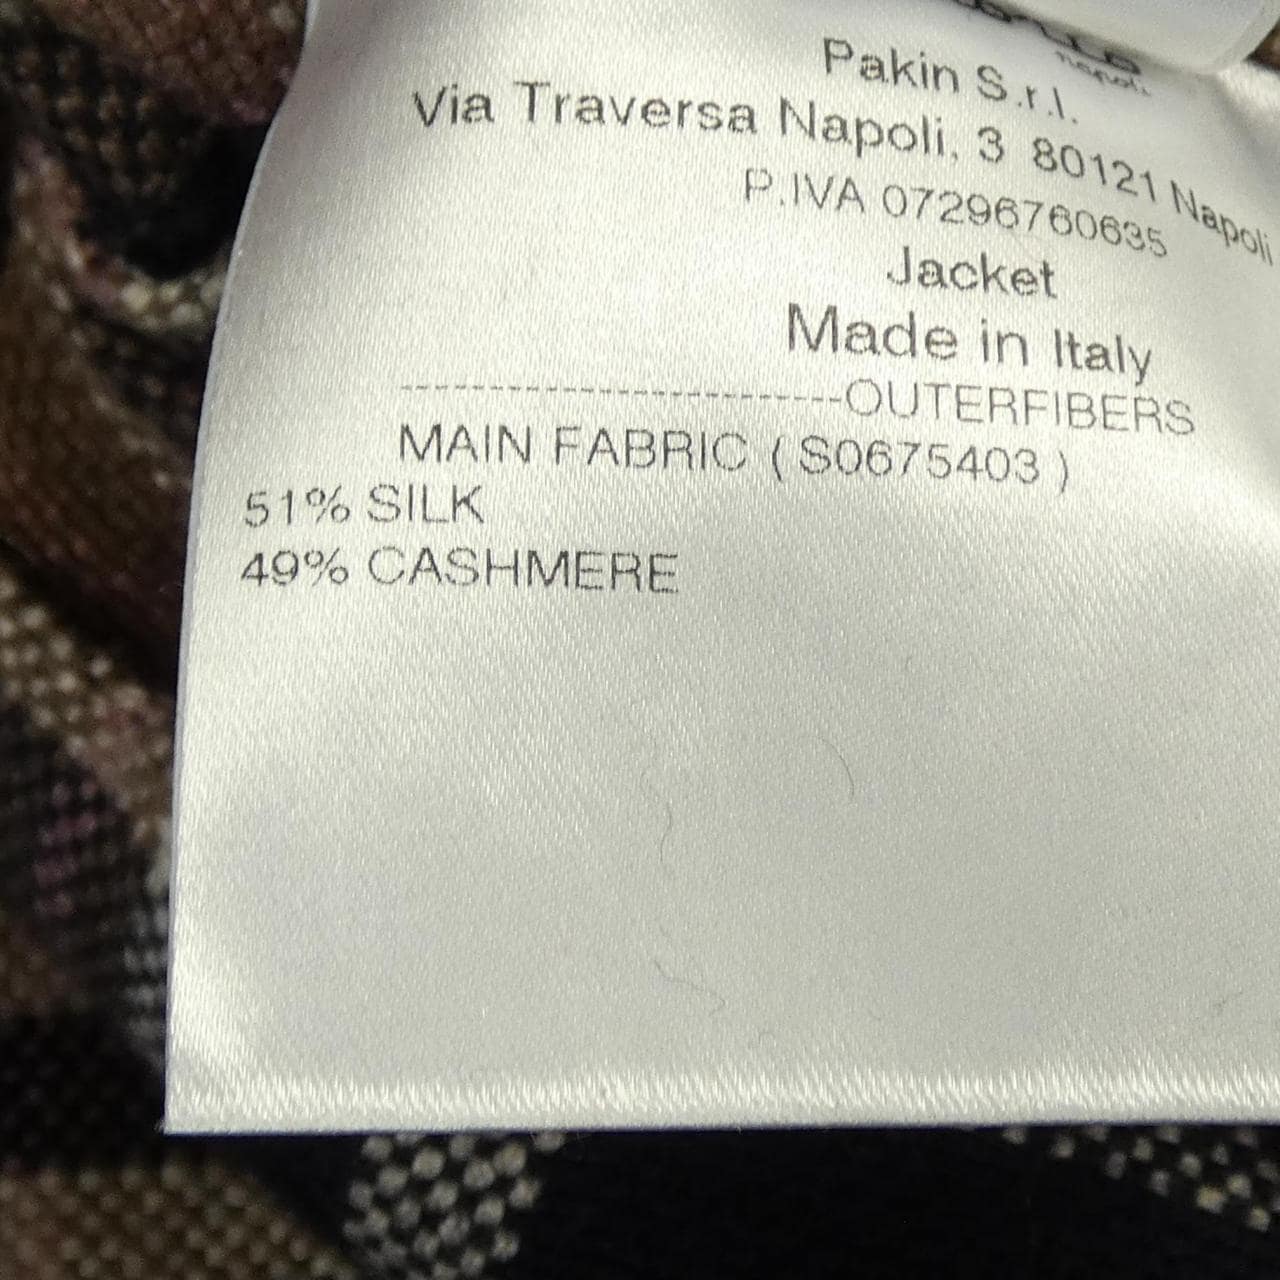 napoli
Pakin S.r.l.
Via Traversa Napoli, 3 80121 Napoli
P.IVA 07296760635
Jacket
Made in Italy
-------------------------OUTERFIBERS
MAIN FABRIC ( S0675403 )
51% SILK
49% CASHMERE